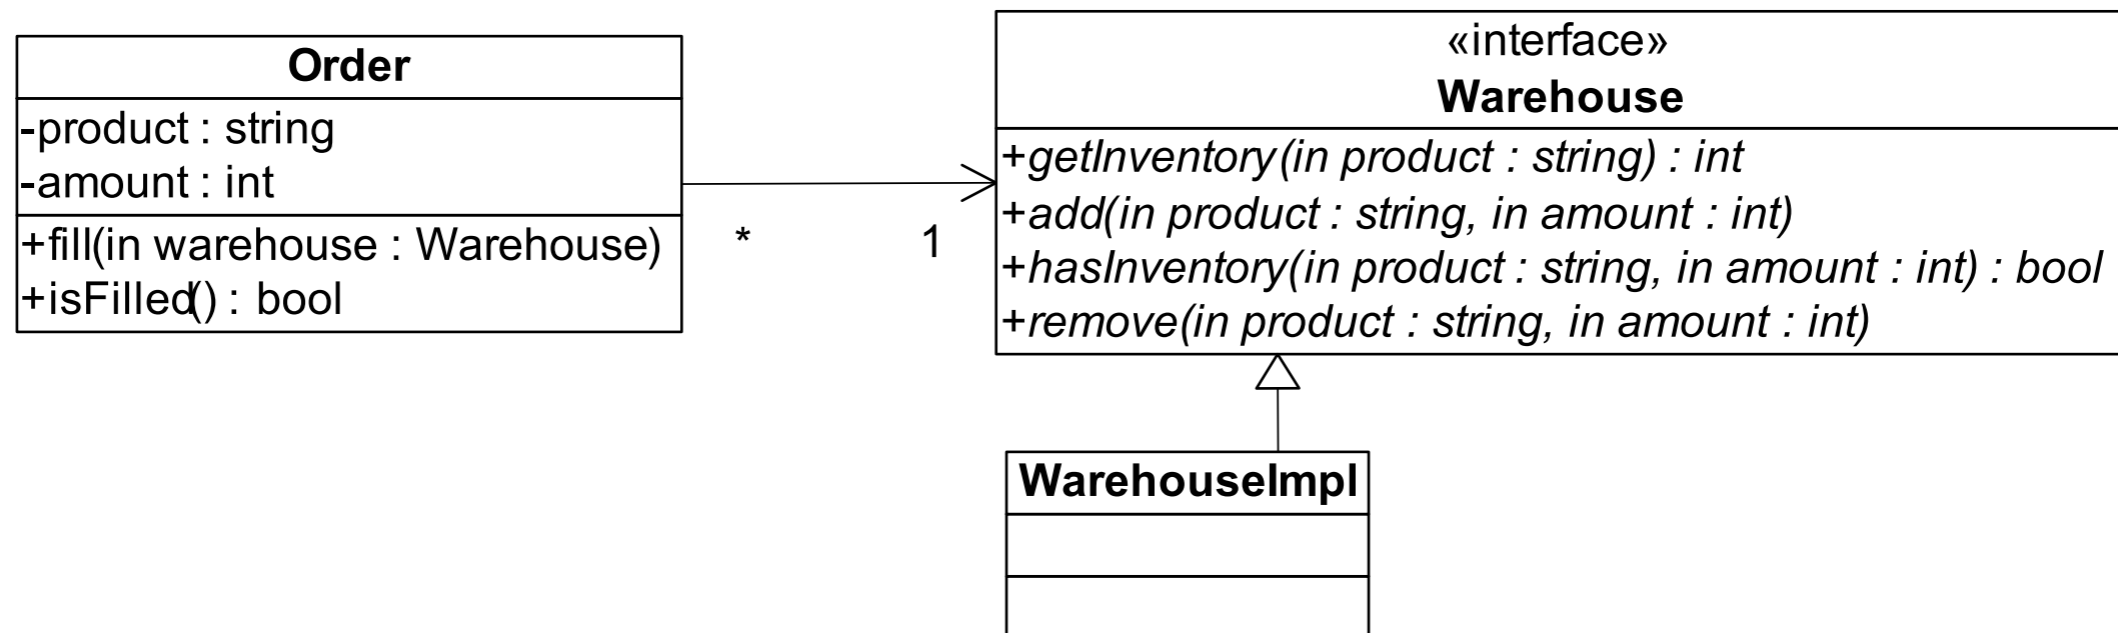 Order
-product : string
-amount : int
+fill(in warehouse : Warehouse)
+isFilled() : bool
* 1
«interface»
Warehouse
+getInventory(in product : string) : int
+add(in product : string, in amount : int)
+hasInventory(in product : string, in amount : int) : bool
+remove(in product : string, in amount : int)
WarehouseImpl